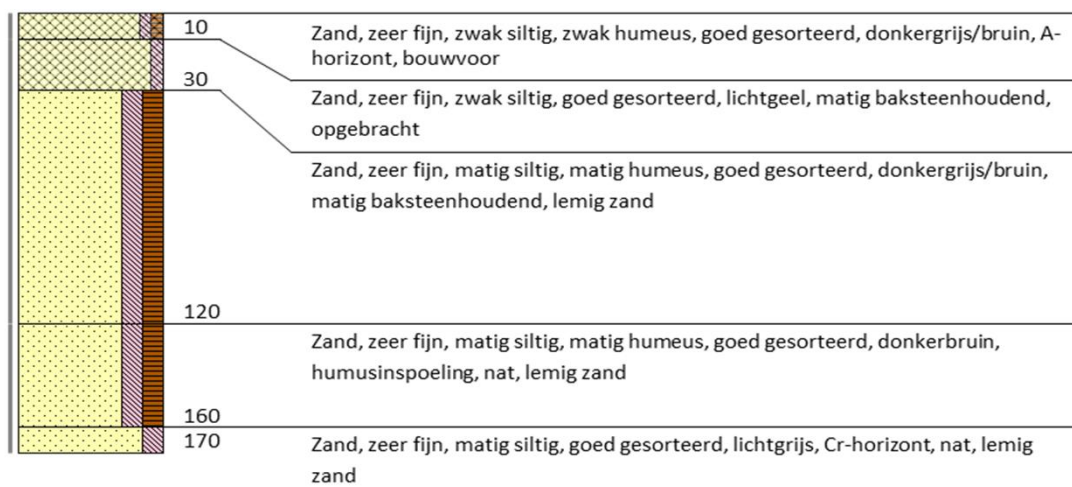 10
Zand, zeer fijn, zwak siltig, zwak humeus, goed gesorteerd, donkergrijs/bruin, A-
horizont, bouwvoor
30
Zand, zeer fijn, zwak siltig, goed gesorteerd, lichtgeel, matig baksteenhoudend,
opgebracht
Zand, zeer fijn, matig siltig, matig humeus, goed gesorteerd, donkergrijs/bruin,
matig baksteenhoudend, lemig zand
120
Zand, zeer fijn, matig siltig, matig humeus, goed gesorteerd, donkerbruin,
humusinspoeling, nat, lemig zand
160
170
Zand, zeer fijn, matig siltig, goed gesorteerd, lichtgrijs, Cr-horizont, nat, lemig
zand